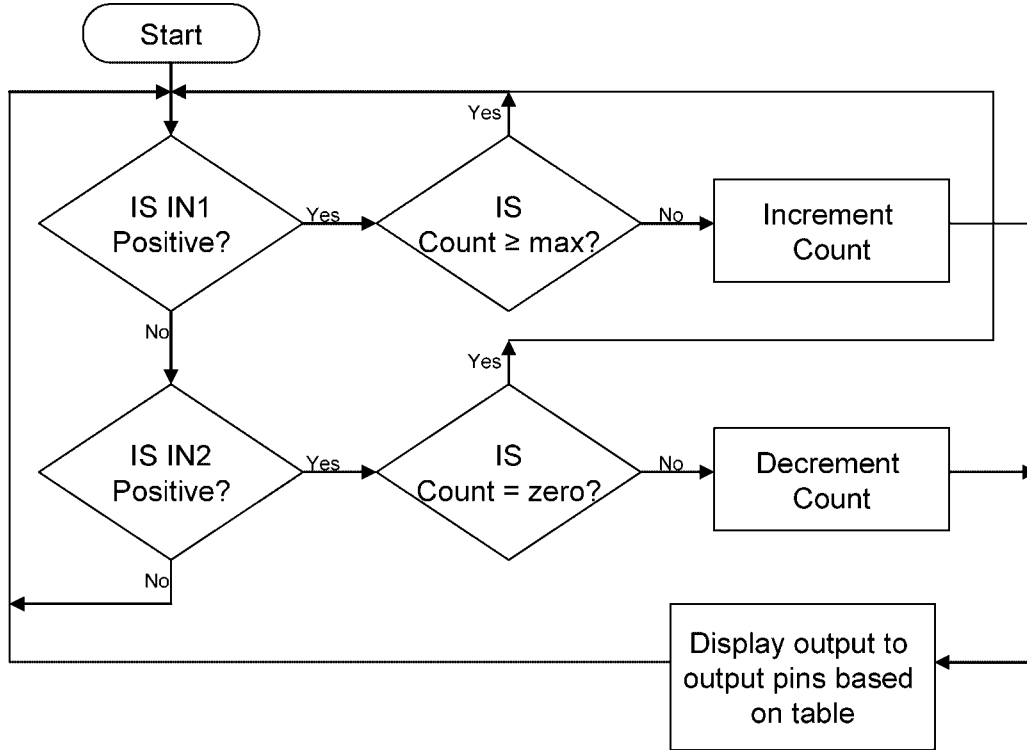 Start
Yes
IS IN1
Positive?
Yes
IS
Count ≥ max?
No
Increment
Count
No
Yes
IS IN2
Positive?
Yes
IS
Count = zero?
No
Decrement
Count
No
Display output to
output pins based
on table